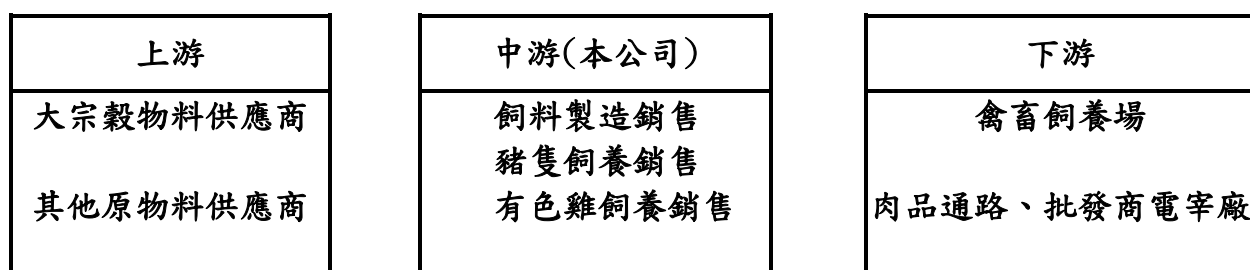 上游
大宗穀物料供應商
其他原物料供應商
中游(本公司)
飼料製造銷售
豬隻飼養銷售
有色雞飼養銷售
下游
禽畜飼養場
肉品通路、批發商電宰廠